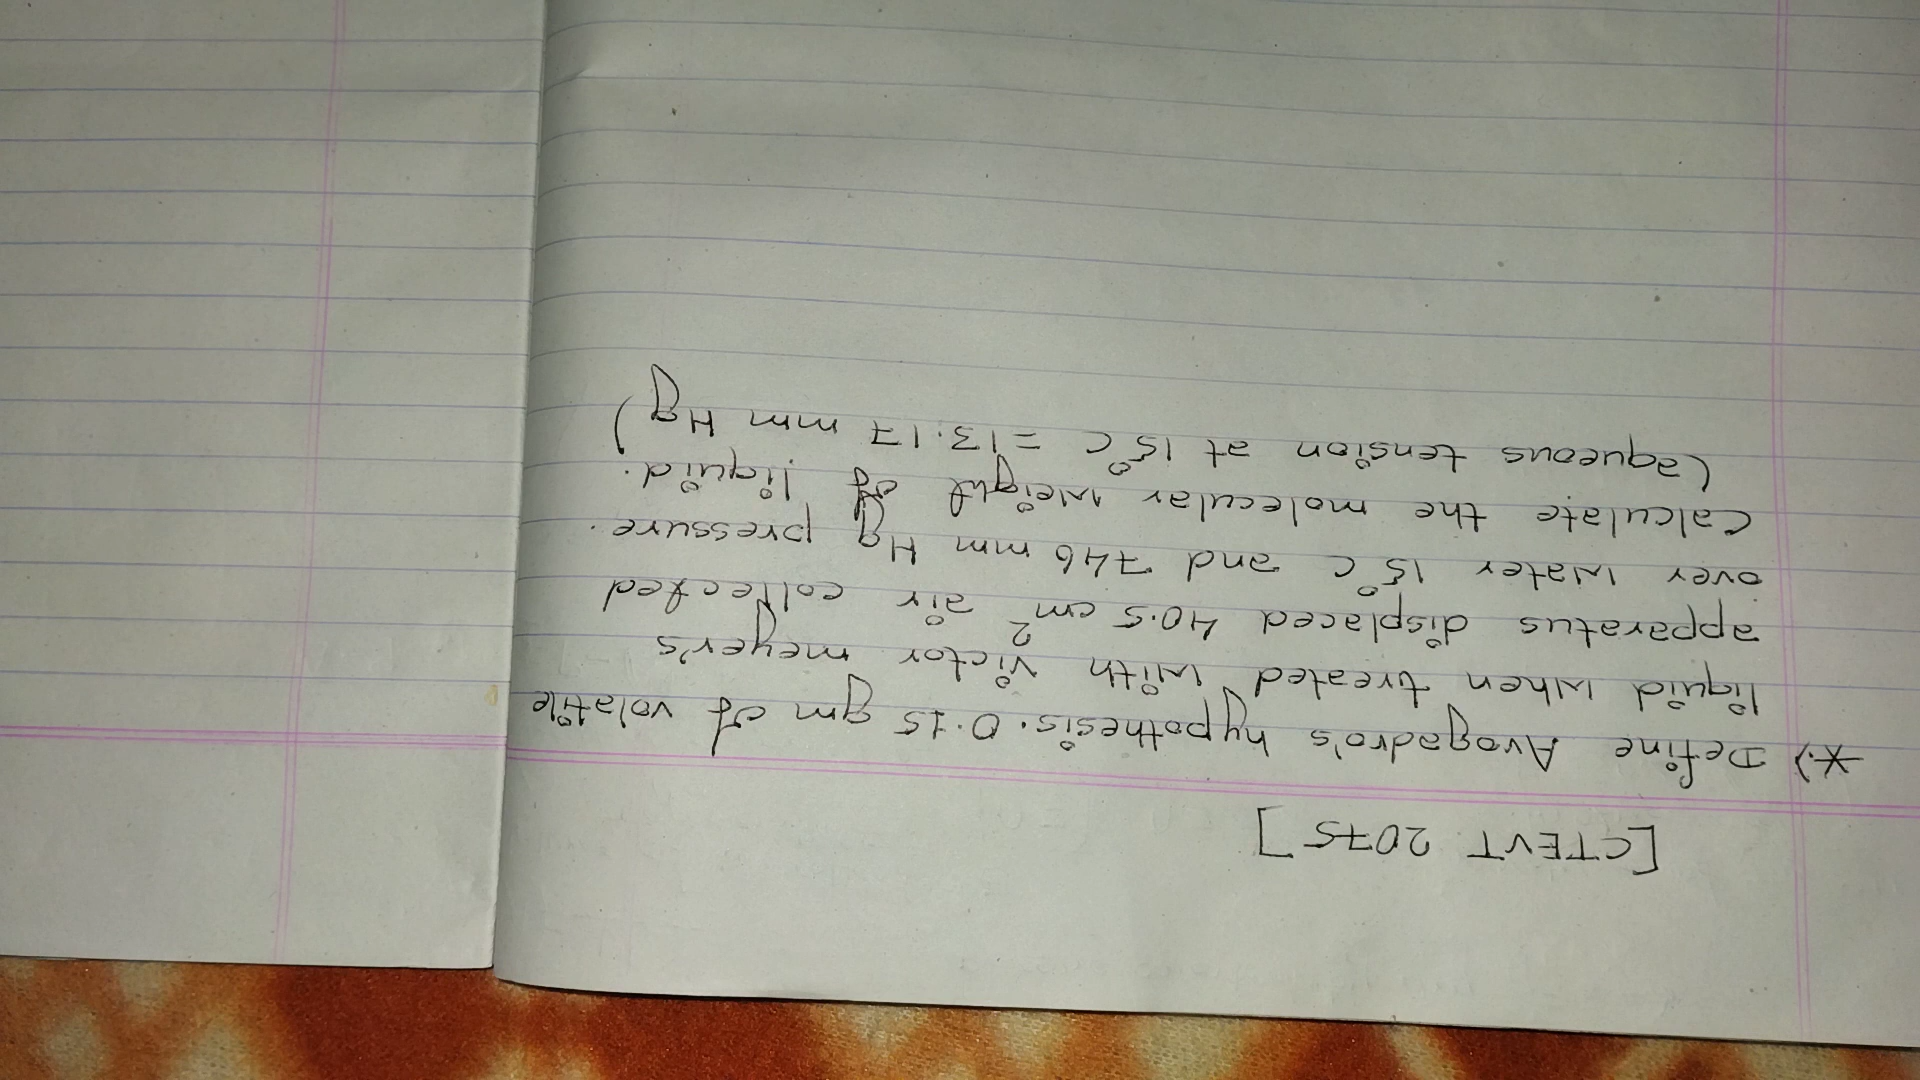 [CTEVT 2075]
*) Define Avogadro's hypothesis. 0.15 gm of volatile
liquid when treated with victor meyer's
apparatus displaced 40.5 cm² air collected
over water 15°C and 746 mm Hg pressure.
Calculate the molecular weight of liquid.
(aqueous tension at 15°C = 13.17 mm Hg)